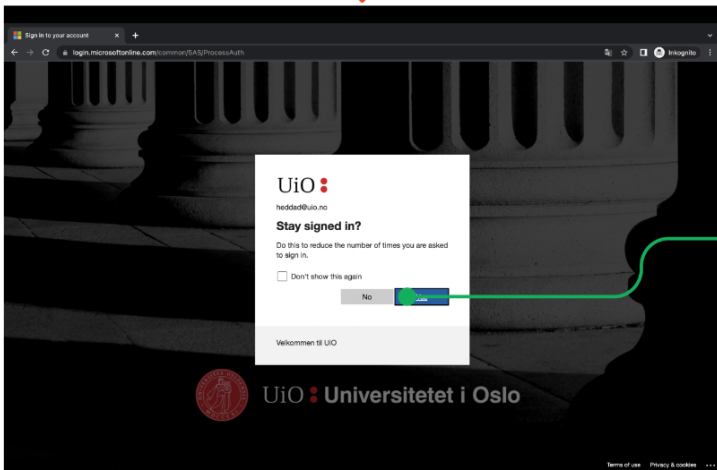 Sign in to your account
login.microsoftonline.com/common/SAS/ProcessAuth
Inkognito
UiO
heddad@uio.no
Stay signed in?
Do this to reduce the number of times you are asked
to sign in.
Don't show this again
No
Velkommen til UiO
UiO : Universitetet i Oslo
Terms of use Privacy & cookies ...